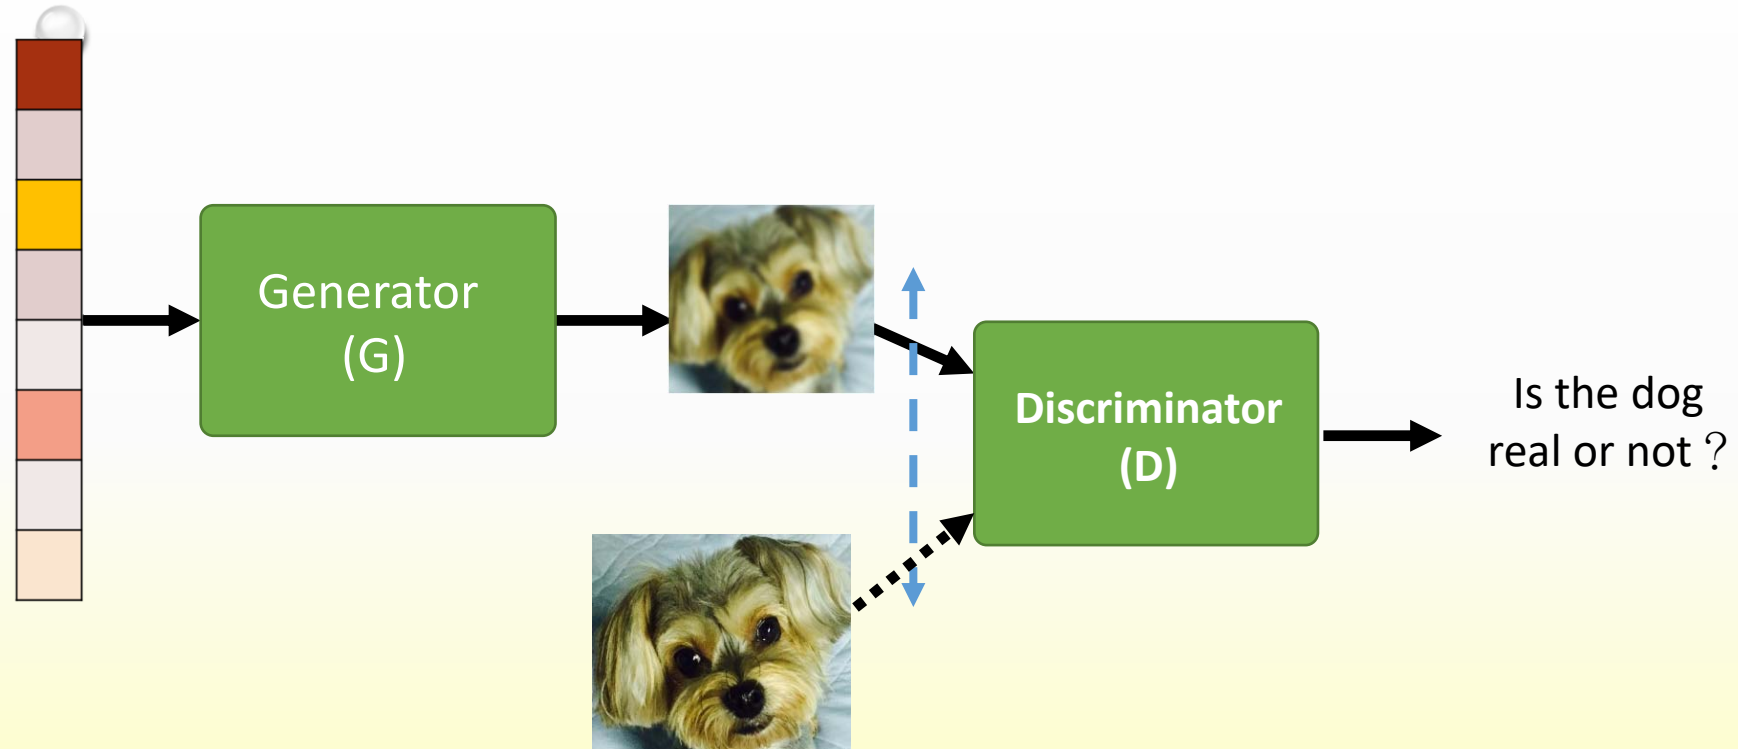 Generator
(G)
Discriminator
(D)
Is the dog
real or not？